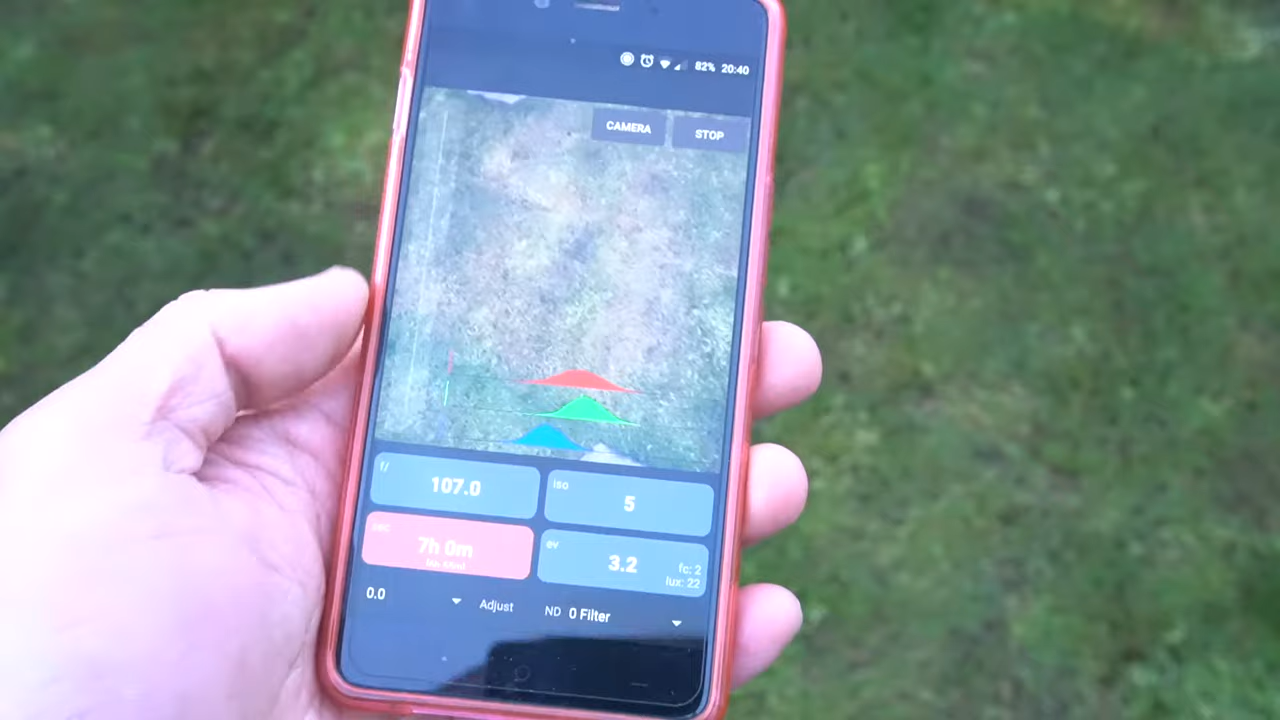 82% 20:40
CAMERA STOP
f/
107.0
iso
5
sec
7h 0m
ev
3.2
fc: 2
lux: 22
0.0
Adjust
ND 0 Filter